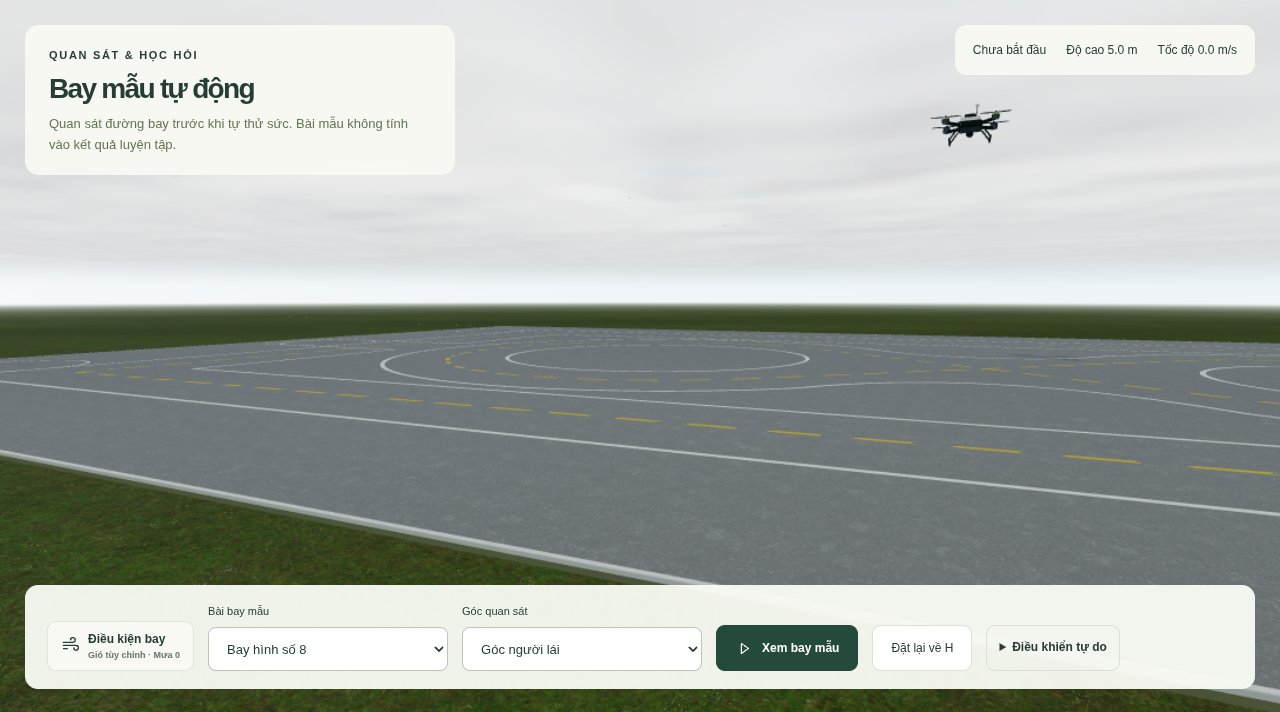 QUAN SÁT & HỌC HỎI
Bay mẫu tự động
Quan sát đường bay trước khi tự thử sức. Bài mẫu không tính
vào kết quả luyện tập.
Chưa bắt đầu Độ cao 5.0 m Tốc độ 0.0 m/s
Điều kiện bay
Gió tùy chỉnh · Mưa 0
Bài bay mẫu
Bay hình số 8
Góc quan sát
Góc người lái
Xem bay mẫu
Đặt lại về H
Điều khiển tự do